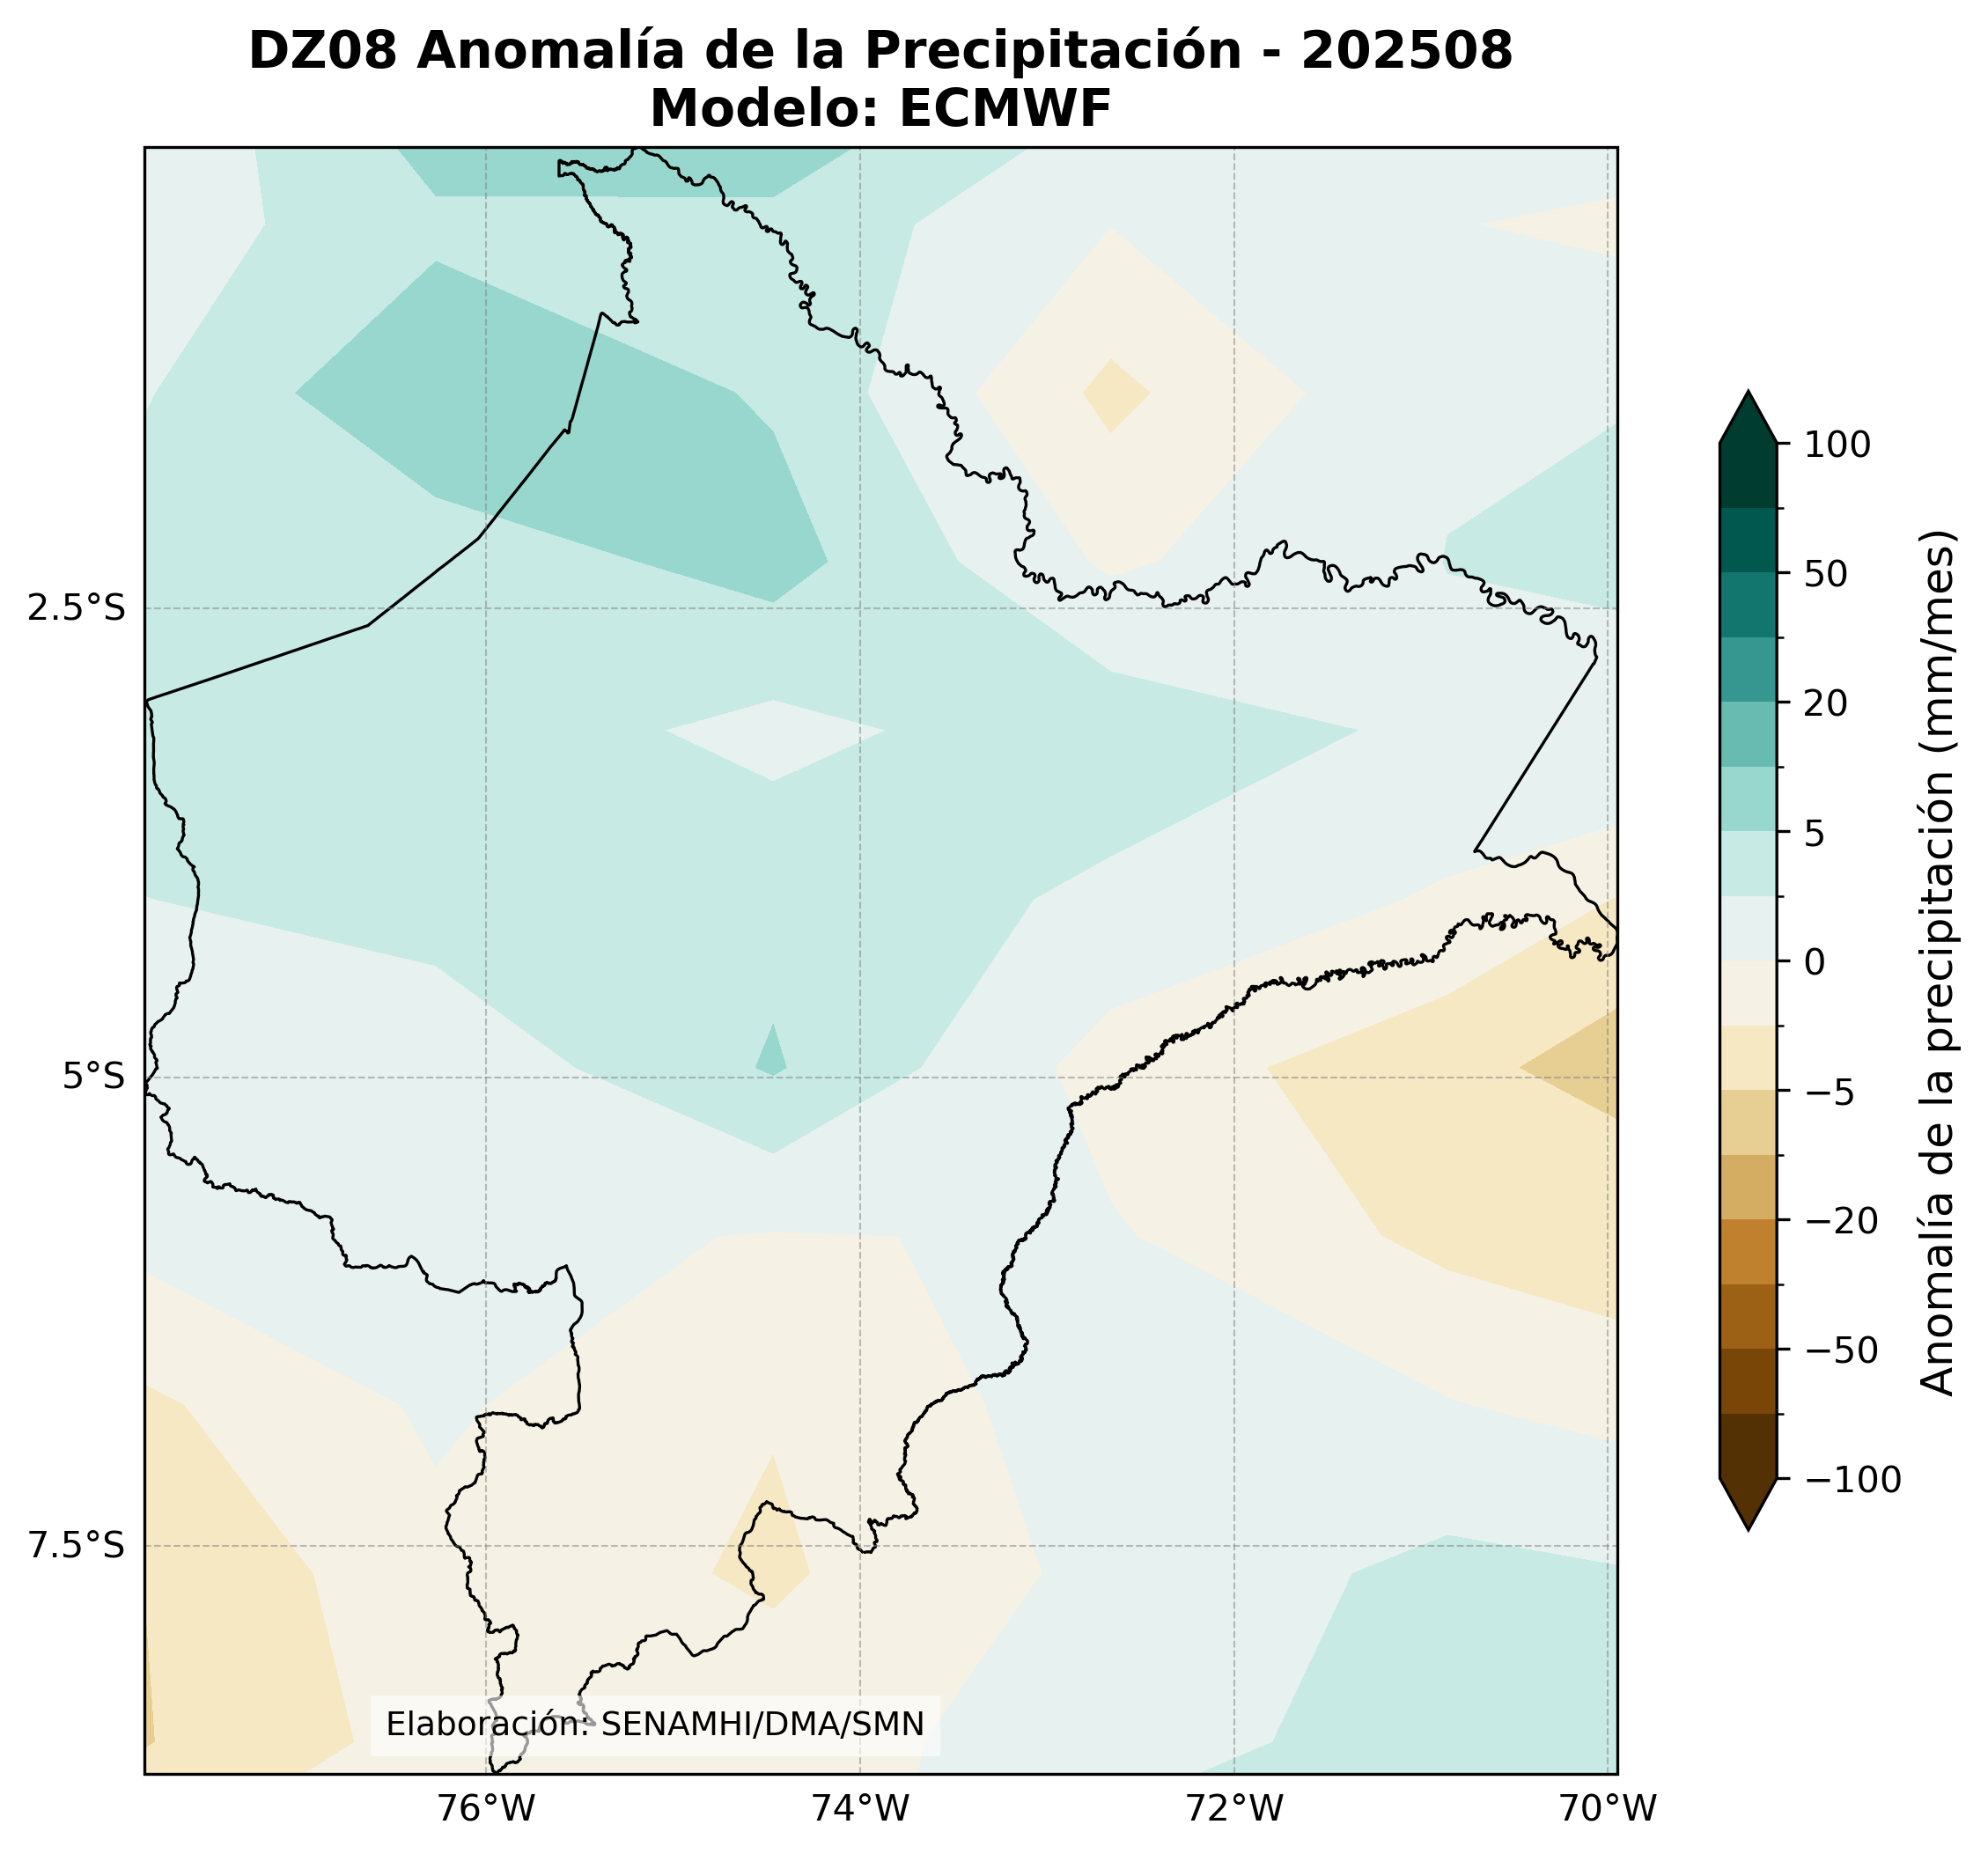 DZ08 Anomalía de la Precipitación - 202508
Modelo: ECMWF
2.5°S
5°S
7.5°S
76°W
74°W
72°W
70°W
Elaboración: SENAMHI/DMA/SMN
100
50
20
5
0
−5
−20
−50
−100
Anomalía de la precipitación (mm/mes)